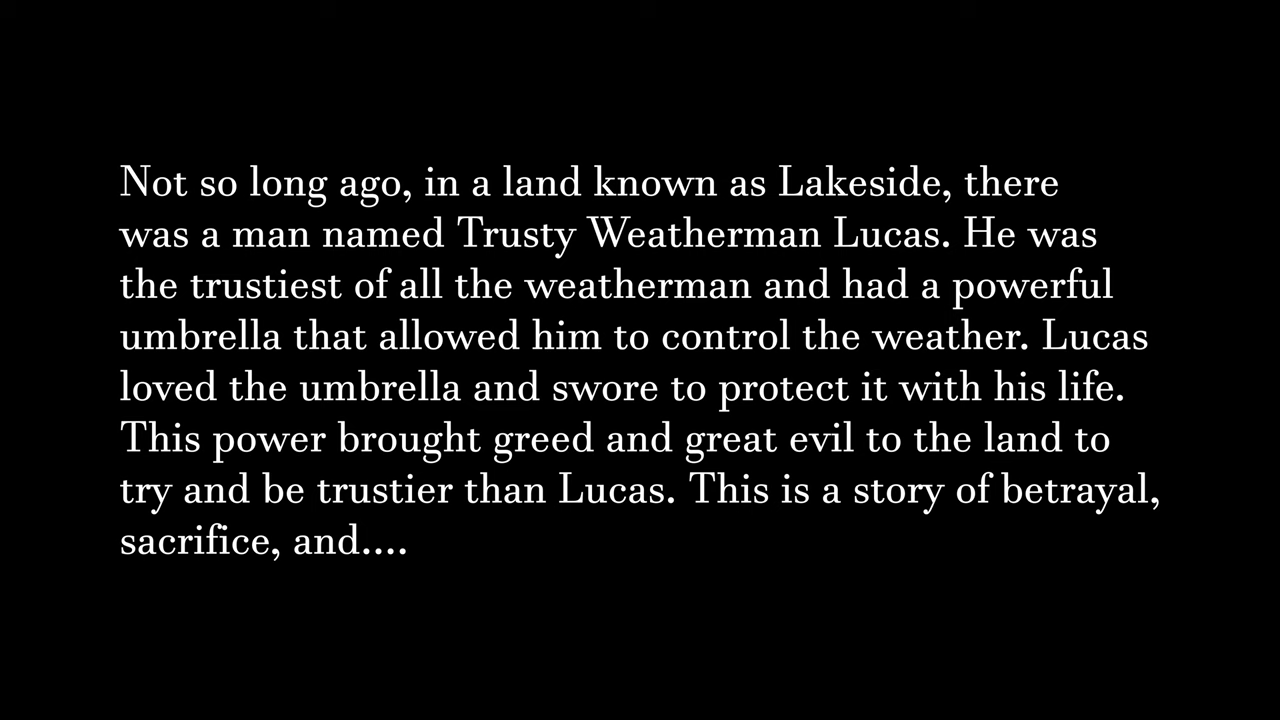 Not so long ago, in a land known as Lakeside, there
was a man named Trusty Weatherman Lucas. He was
the trustiest of all the weatherman and had a powerful
umbrella that allowed him to control the weather. Lucas
loved the umbrella and swore to protect it with his life.
This power brought greed and great evil to the land to
try and be trustier than Lucas. This is a story of betrayal,
sacrifice, and....